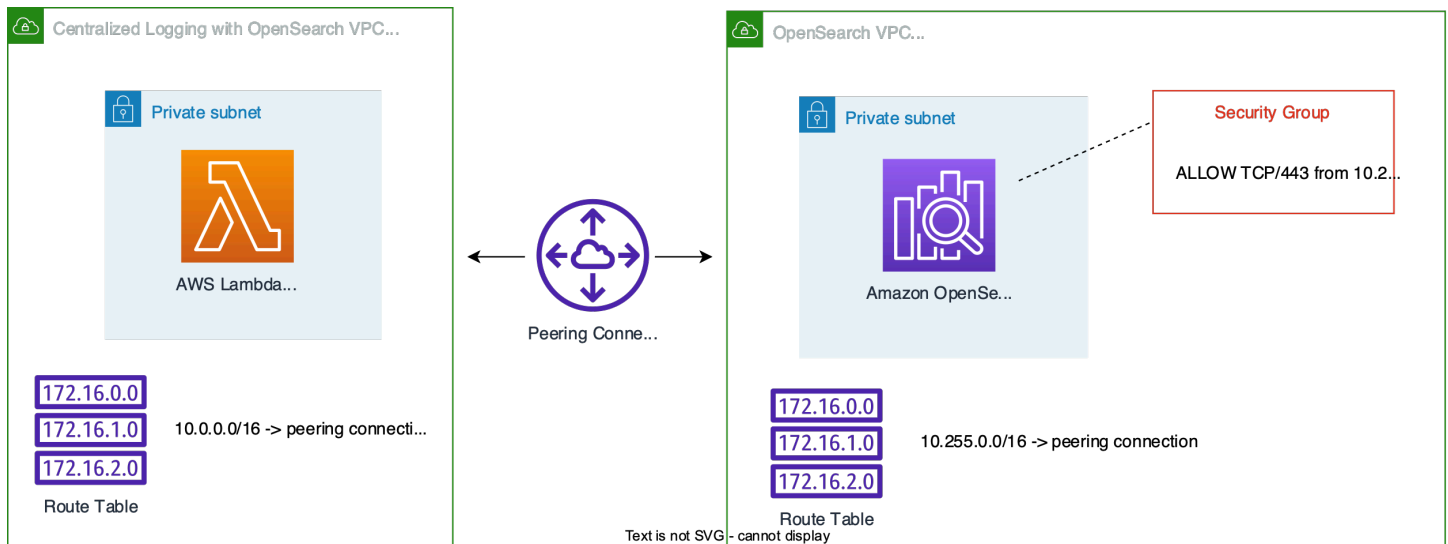 Centralized Logging with OpenSearch VPC...
Private subnet
AWS Lambda...
172.16.0.0
172.16.1.0
172.16.2.0
10.0.0.0/16 -> peering connecti...
Route Table
Peering Conne...
OpenSearch VPC...
Private subnet
Amazon OpenSe...
Security Group
ALLOW TCP/443 from 10.2...
172.16.0.0
172.16.1.0
172.16.2.0
10.255.0.0/16 -> peering connection
Route Table
Text is not SVG - cannot display